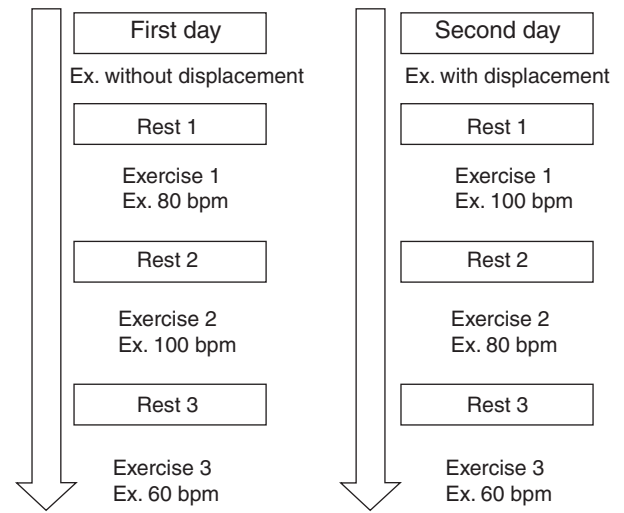 First day
Ex. without displacement
Rest 1
Exercise 1
Ex. 80 bpm
Rest 2
Exercise 2
Ex. 100 bpm
Rest 3
Exercise 3
Ex. 60 bpm
Second day
Ex. with displacement
Rest 1
Exercise 1
Ex. 100 bpm
Rest 2
Exercise 2
Ex. 80 bpm
Rest 3
Exercise 3
Ex. 60 bpm